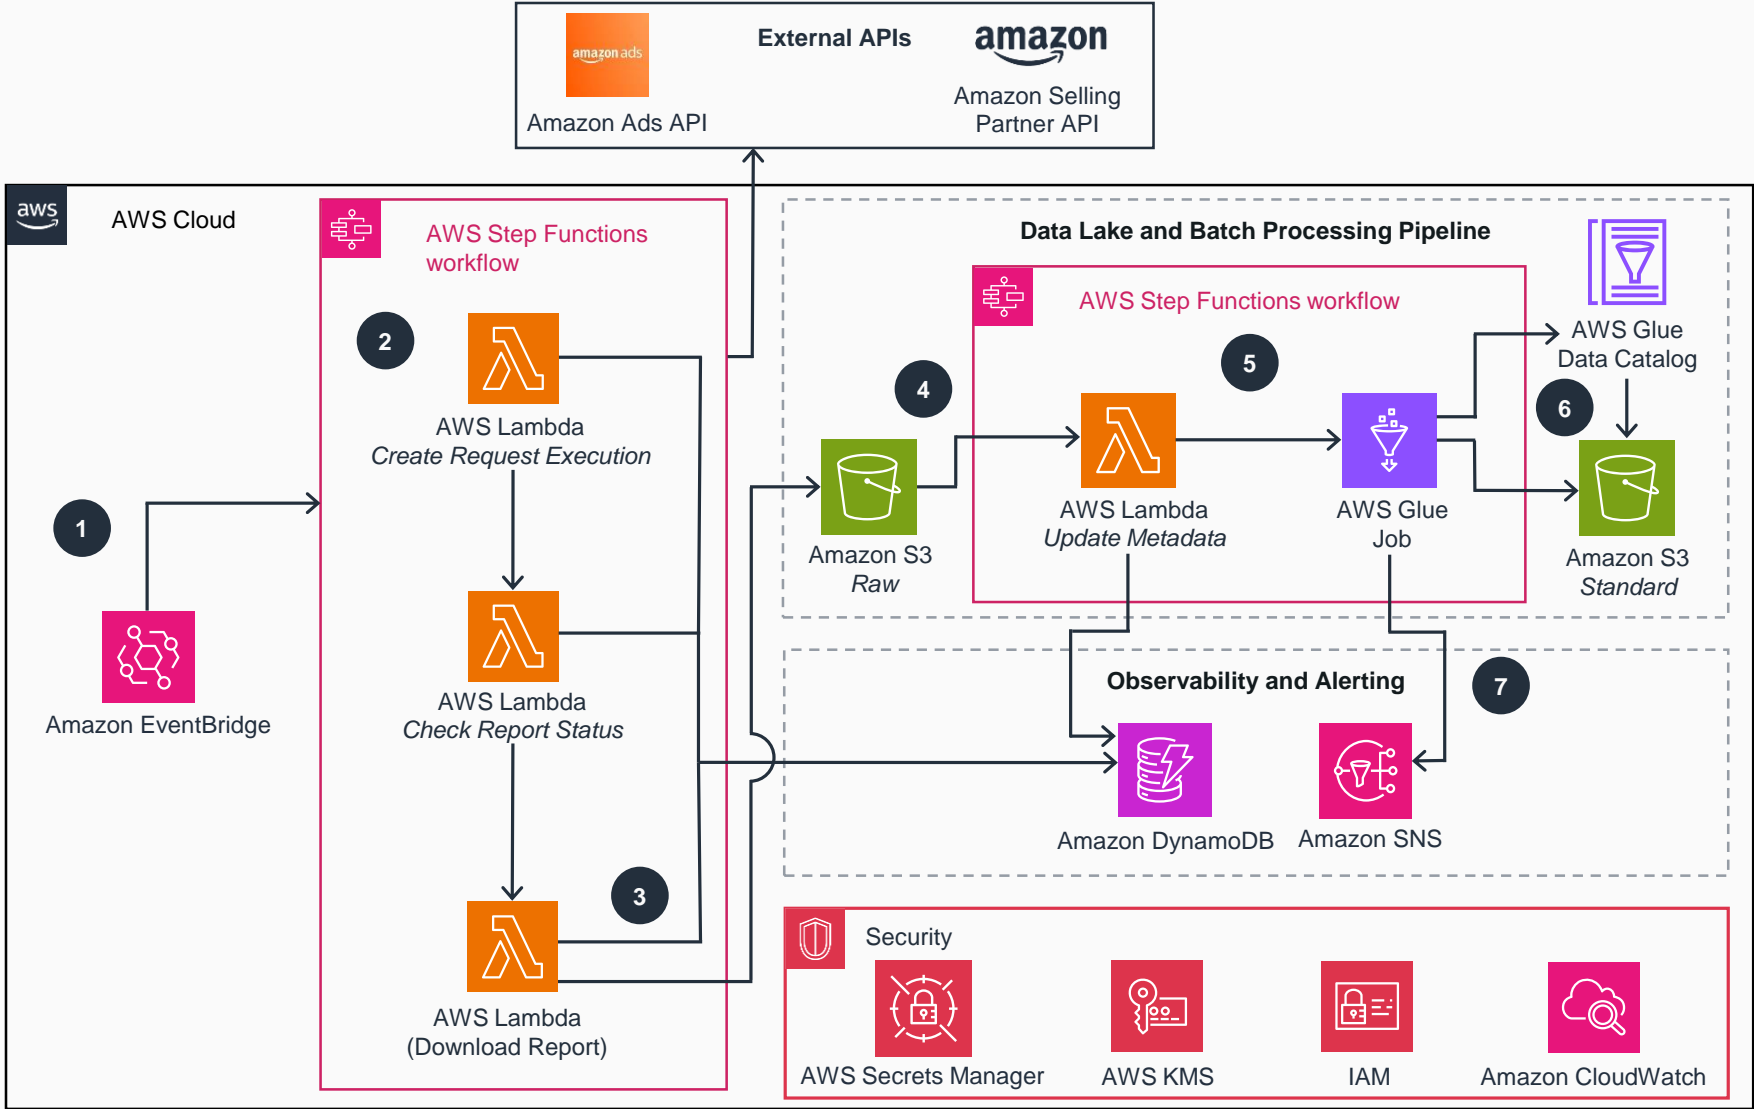 amazon ads
External APIs
amazon
Amazon Ads API
Amazon Selling
Partner API
aws
AWS Cloud
AWS Step Functions
workflow
2
AWS Lambda
Create Request Execution
1
Amazon EventBridge
AWS Lambda
Check Report Status
3
AWS Lambda
(Download Report)
Data Lake and Batch Processing Pipeline
AWS Step Functions workflow
4
5
AWS Glue
Data Catalog
6
Amazon S3
Raw
AWS Lambda
Update Metadata
AWS Glue
Job
Amazon S3
Standard
Observability and Alerting
7
Amazon DynamoDB
Amazon SNS
Security
AWS Secrets Manager
AWS KMS
IAM
Amazon CloudWatch